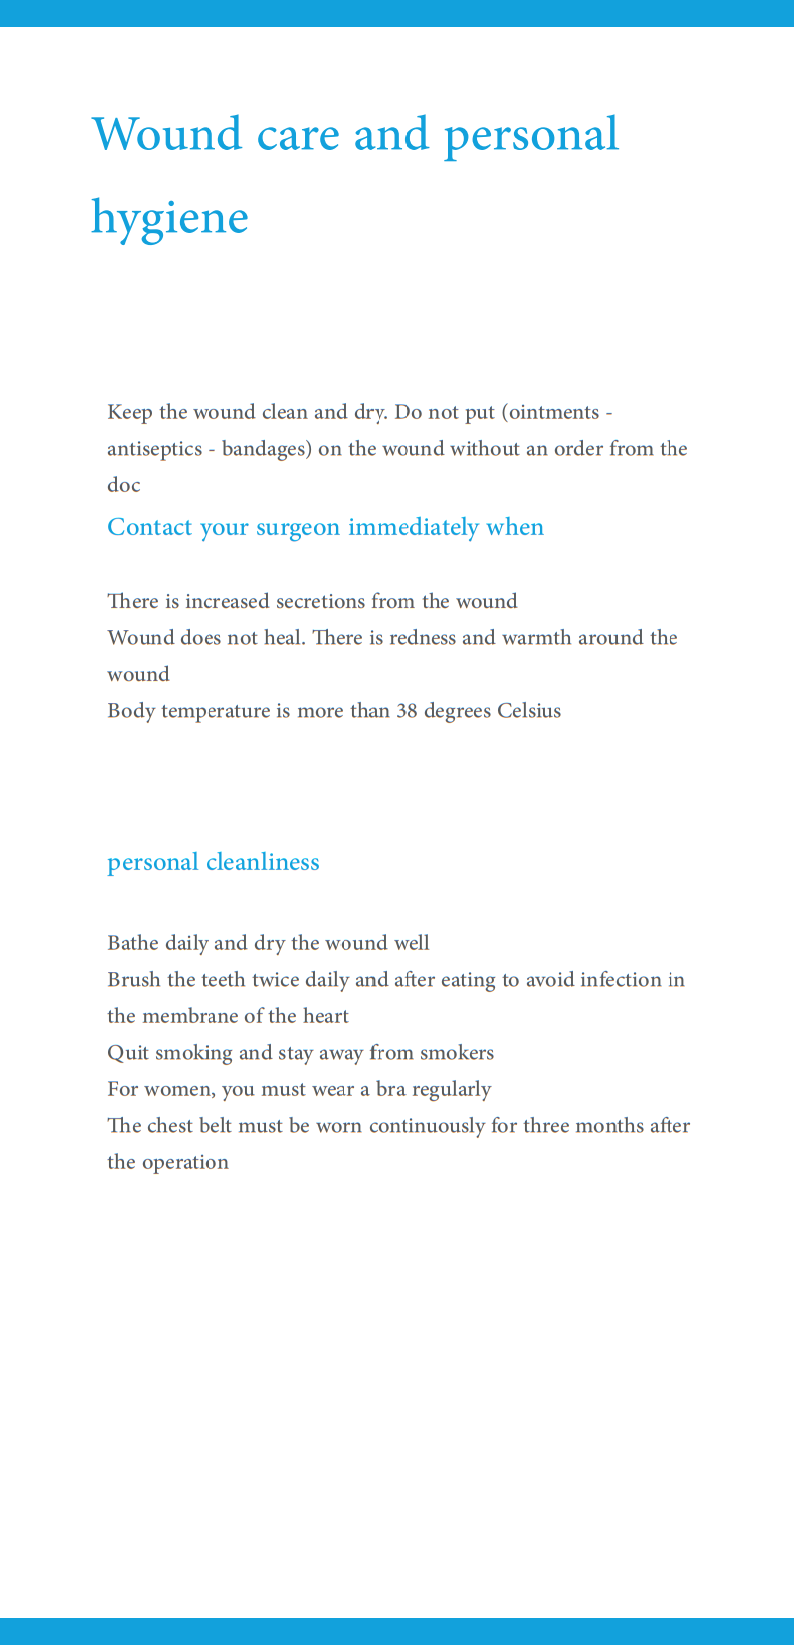 Wound care and personal
hygiene
Keep the wound clean and dry. Do not put (ointments -
antiseptics - bandages) on the wound without an order from the
doc
Contact your surgeon immediately when
There is increased secretions from the wound
Wound does not heal. There is redness and warmth around the
wound
Body temperature is more than 38 degrees Celsius
personal cleanliness
Bathe daily and dry the wound well
Brush the teeth twice daily and after eating to avoid infection in
the membrane of the heart
Quit smoking and stay away from smokers
For women, you must wear a bra regularly
The chest belt must be worn continuously for three months after
the operation